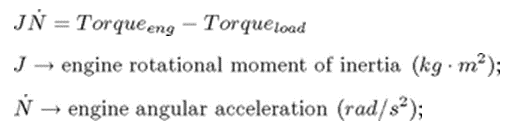 JṄ = Torque_eng − Torque_load
J → engine rotational moment of inertia (kg · m²);
Ṅ → engine angular acceleration (rad/s²);